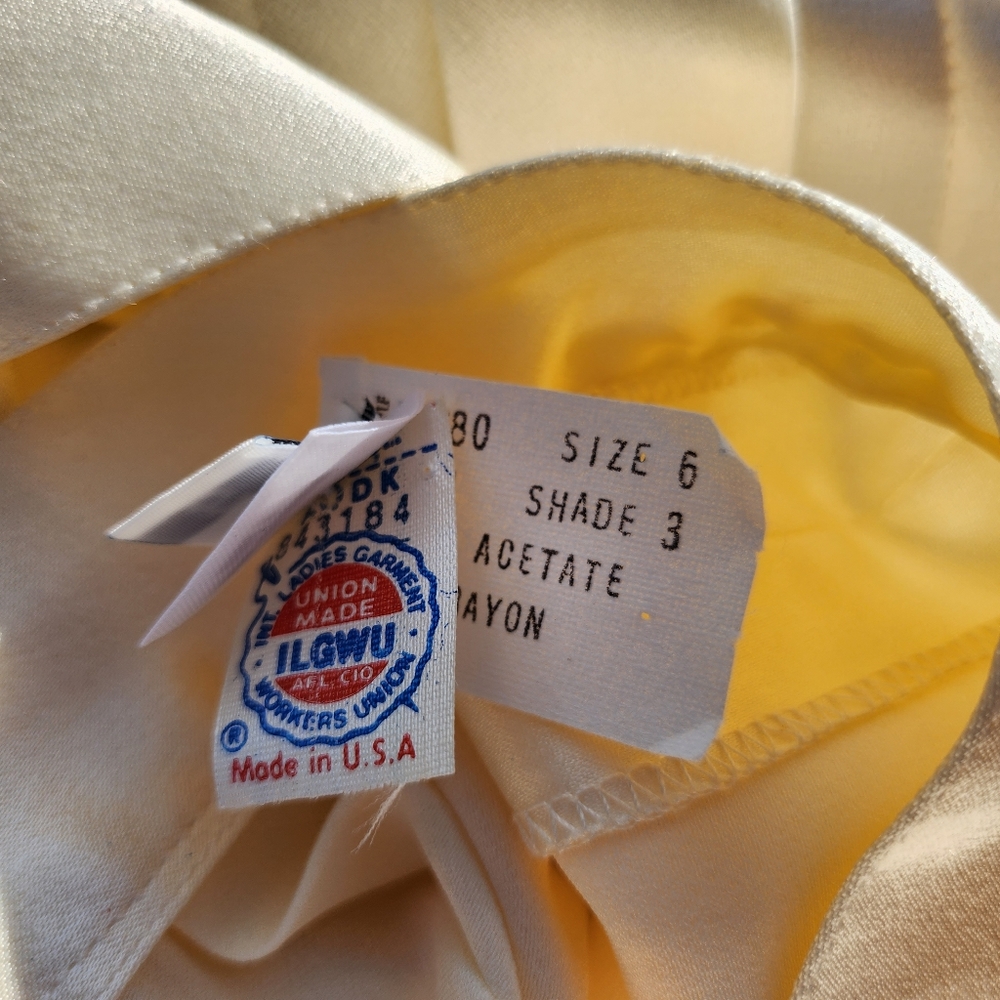 80 SIZE 6
SHADE 3
ACETATE
AYON
DK
843184
INT. LADIES GARMENT
UNION
MADE
ILGWU
AFL. CIO
WORKERS UNION
®
Made in U.S.A